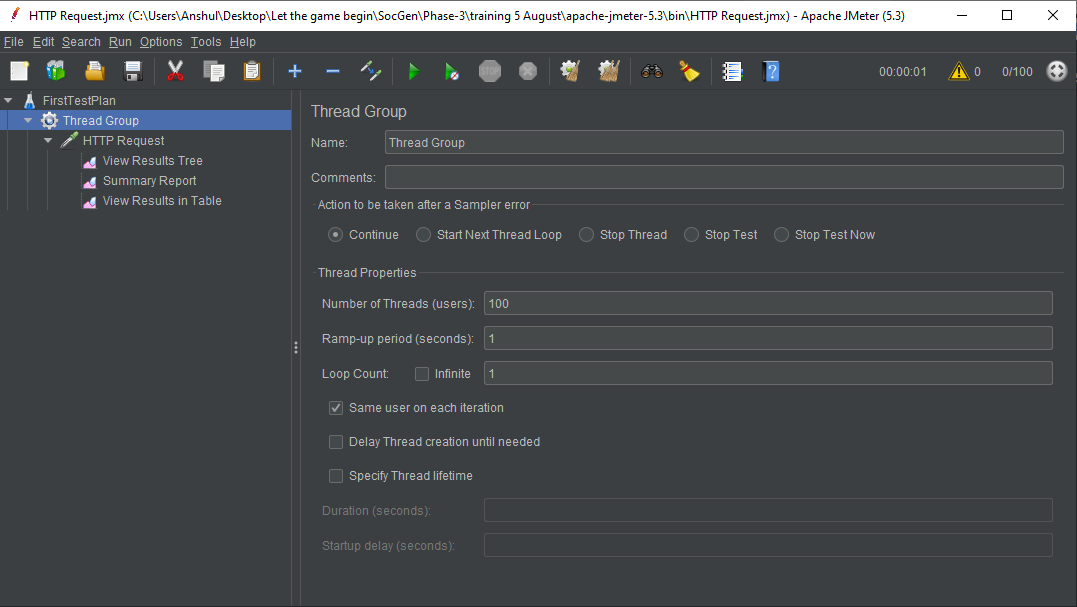 HTTP Request.jmx (C:\Users\Anshul\Desktop\Let the game begin\SocGen\Phase-3\training 5 August\apache-jmeter-5.3\bin\HTTP Request.jmx) - Apache JMeter (5.3)
File Edit Search Run Options Tools Help
STOP 00:00:01 0 0/100
FirstTestPlan
Thread Group
HTTP Request
View Results Tree
Summary Report
View Results in Table
Thread Group
Name: Thread Group
Comments:
Action to be taken after a Sampler error
Continue Start Next Thread Loop Stop Thread Stop Test Stop Test Now
Thread Properties
Number of Threads (users): 100
Ramp-up period (seconds): 1
Loop Count: Infinite 1
Same user on each iteration
Delay Thread creation until needed
Specify Thread lifetime
Duration (seconds):
Startup delay (seconds):